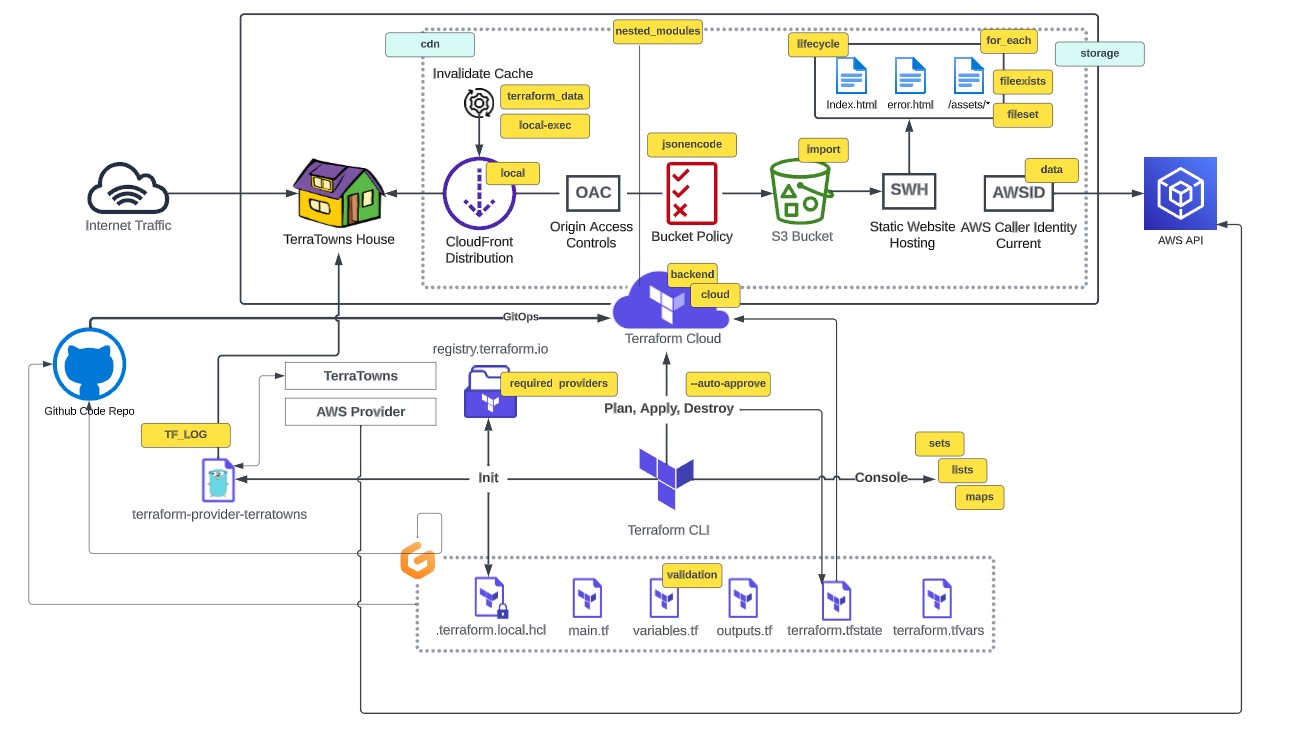 nested_modules
cdn
lifecycle
for_each
storage
Invalidate Cache
terraform_data
local-exec
Index.html
error.html
/assets/*
fileexists
fileset
jsonencode
import
local
data
OAC
SWH
AWSID
Internet Traffic
TerraTowns House
CloudFront
Distribution
Origin Access
Controls
Bucket Policy
S3 Bucket
Static Website
Hosting
AWS Caller Identity
Current
AWS API
backend
cloud
GitOps
Terraform Cloud
registry.terraform.io
TerraTowns
required providers
--auto-approve
AWS Provider
Github Code Repo
Plan, Apply, Destroy
TF_LOG
sets
lists
maps
Init
Console
terraform-provider-terratowns
Terraform CLI
validation
.terraform.local.hcl
main.tf
variables.tf
outputs.tf
terraform.tfstate
terraform.tfvars